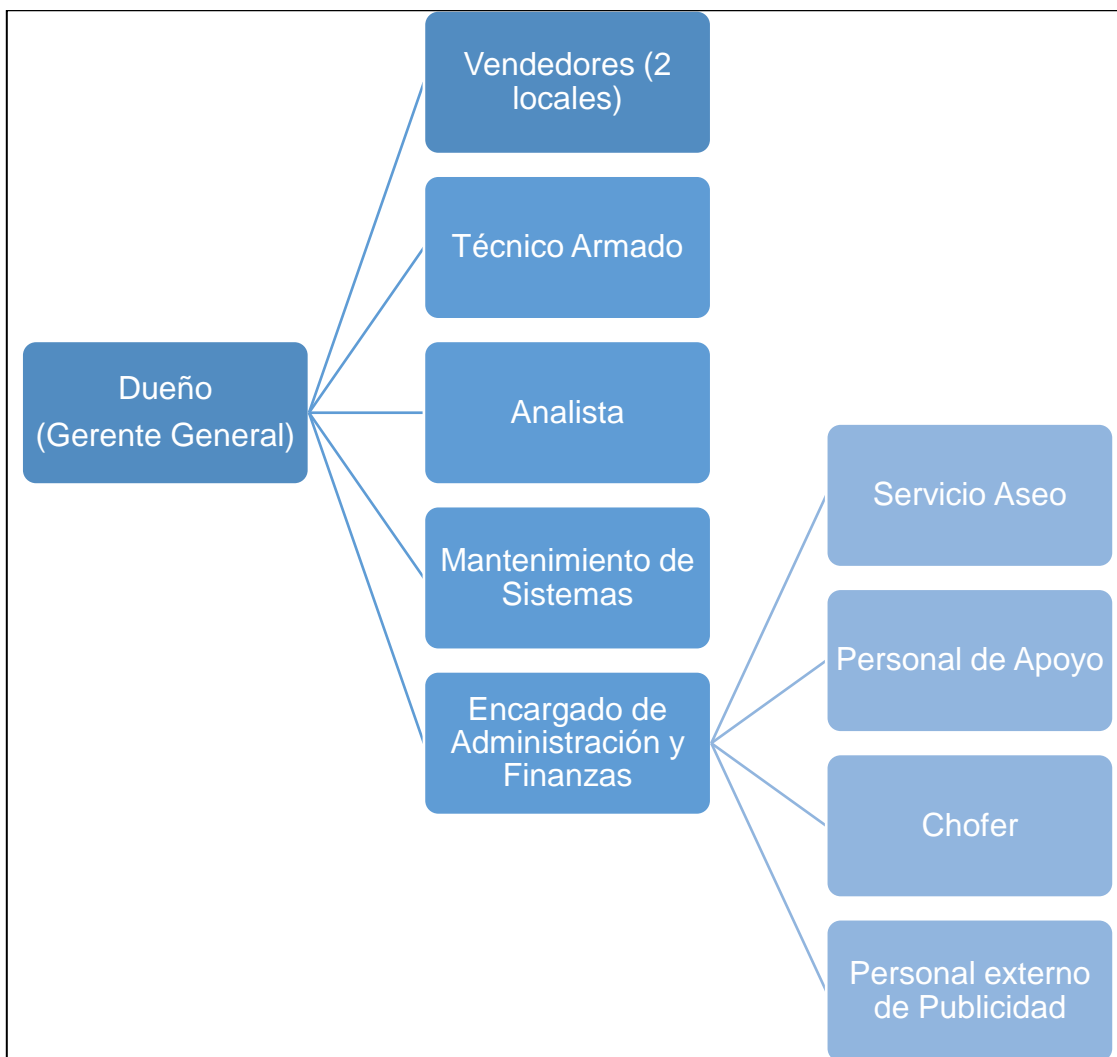 Dueño
(Gerente General)
Vendedores (2
locales)
Técnico Armado
Analista
Mantenimiento de
Sistemas
Encargado de
Administración y
Finanzas
Servicio Aseo
Personal de Apoyo
Chofer
Personal externo
de Publicidad